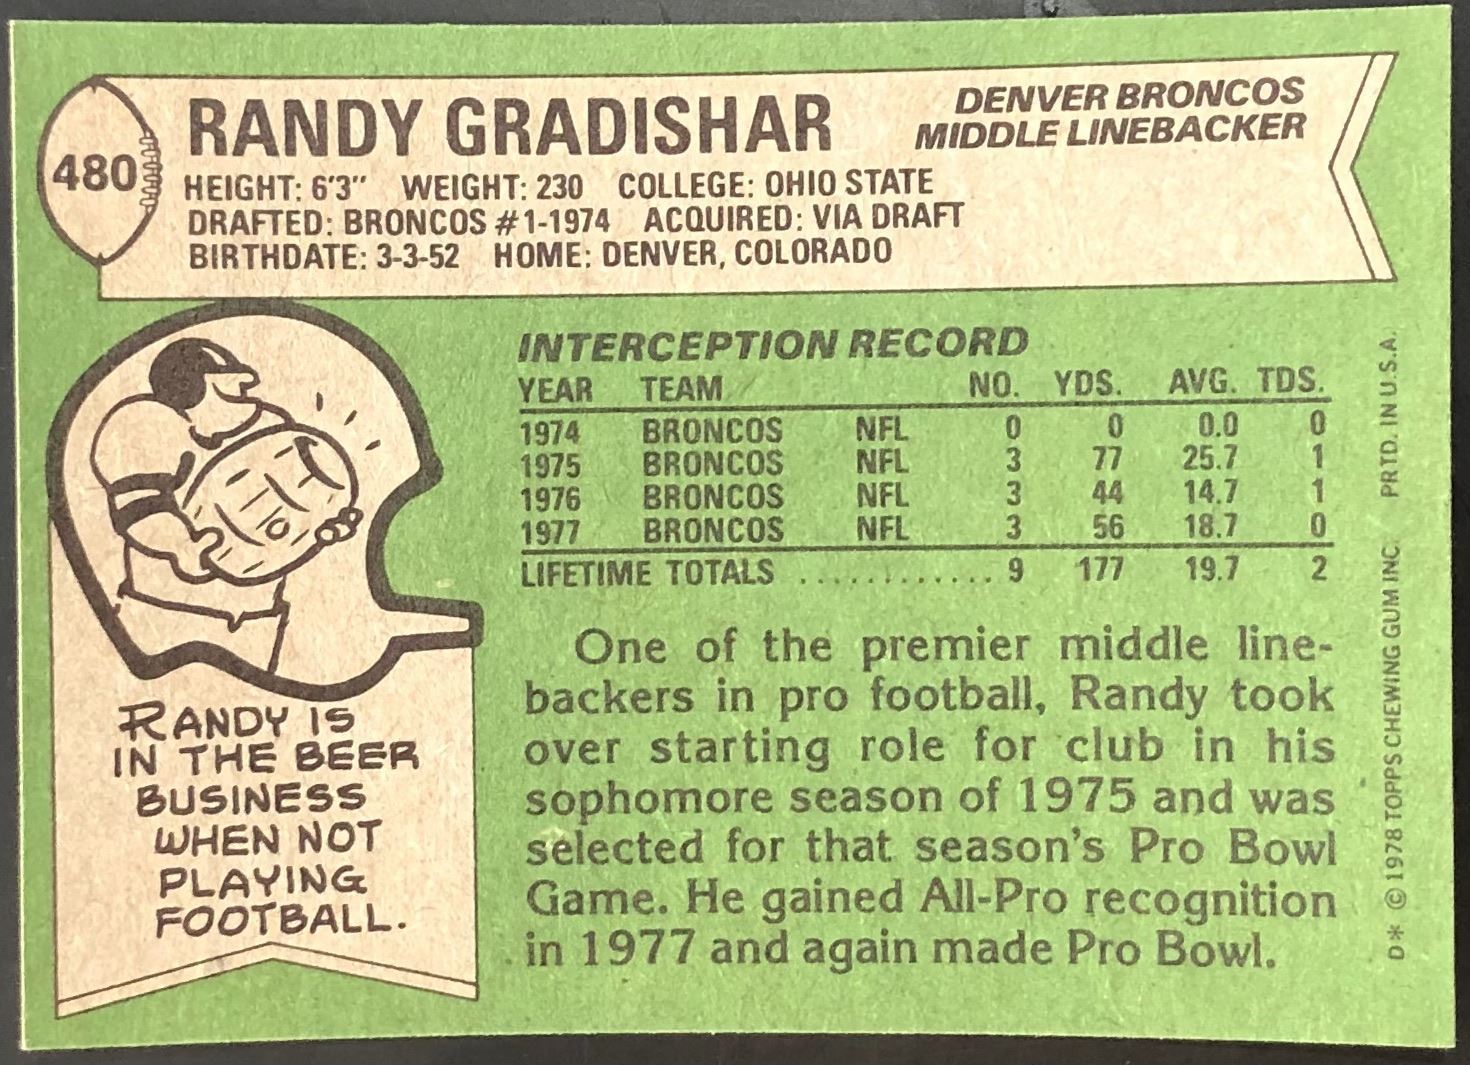 480
RANDY GRADISHAR
DENVER BRONCOS
MIDDLE LINEBACKER
HEIGHT: 6'3" WEIGHT: 230 COLLEGE: OHIO STATE
DRAFTED: BRONCOS #1-1974 ACQUIRED: VIA DRAFT
BIRTHDATE: 3-3-52 HOME: DENVER, COLORADO
RANDY IS
IN THE BEER
BUSINESS
WHEN NOT
PLAYING
FOOTBALL.
INTERCEPTION RECORD
YEAR TEAM NO. YDS. AVG. TDS.
1974 BRONCOS NFL 0 0 0.0 0
1975 BRONCOS NFL 3 77 25.7 1
1976 BRONCOS NFL 3 44 14.7 1
1977 BRONCOS NFL 3 56 18.7 0
LIFETIME TOTALS ............. 9 177 19.7 2
One of the premier middle line-
backers in pro football, Randy took
over starting role for club in his
sophomore season of 1975 and was
selected for that season's Pro Bowl
Game. He gained All-Pro recognition
in 1977 and again made Pro Bowl.
D* © 1978 TOPPS CHEWING GUM INC. PRTD. IN U.S.A.